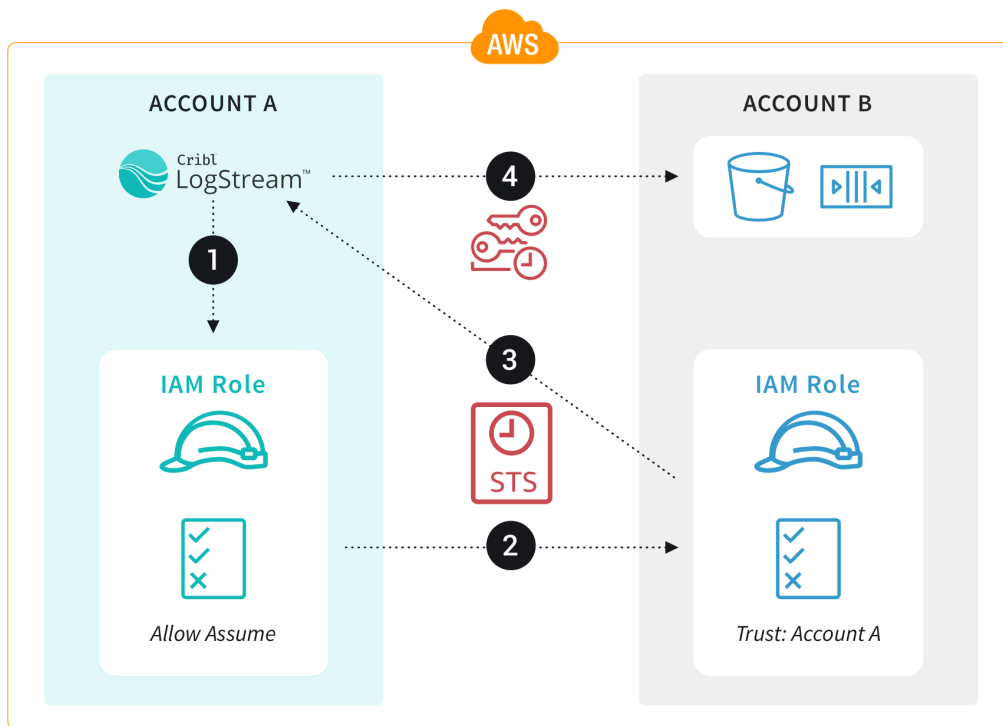 AWS
ACCOUNT A
ACCOUNT B
Cribl
LogStream™
4
1
3
IAM Role
IAM Role
STS
2
Allow Assume
Trust: Account A